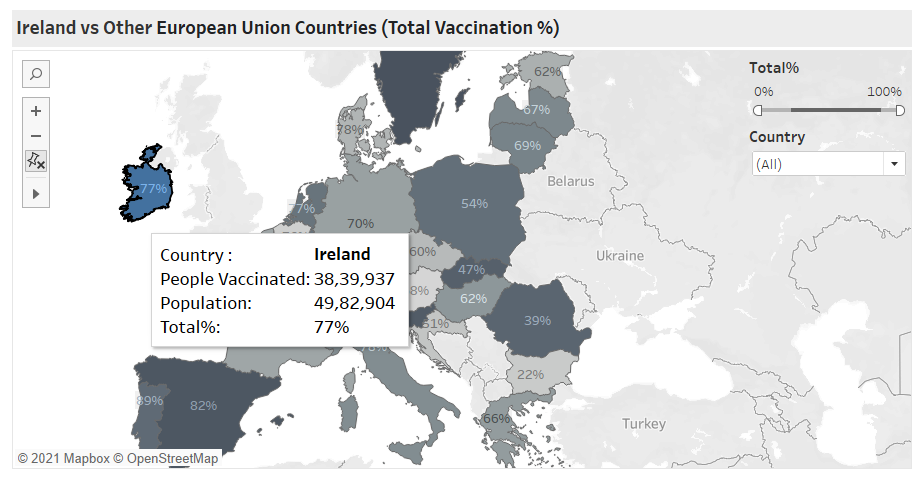 Ireland vs Other European Union Countries (Total Vaccination %)
Total%
0% 100%
Country
(All)
62%
67%
69%
78%
Belarus
77%
77%
54%
70%
60%
Ukraine
47%
62%
39%
22%
Country : Ireland
People Vaccinated: 38,39,937
Population: 49,82,904
Total%: 77%
89%
82%
66%
Turkey
© 2021 Mapbox © OpenStreetMap